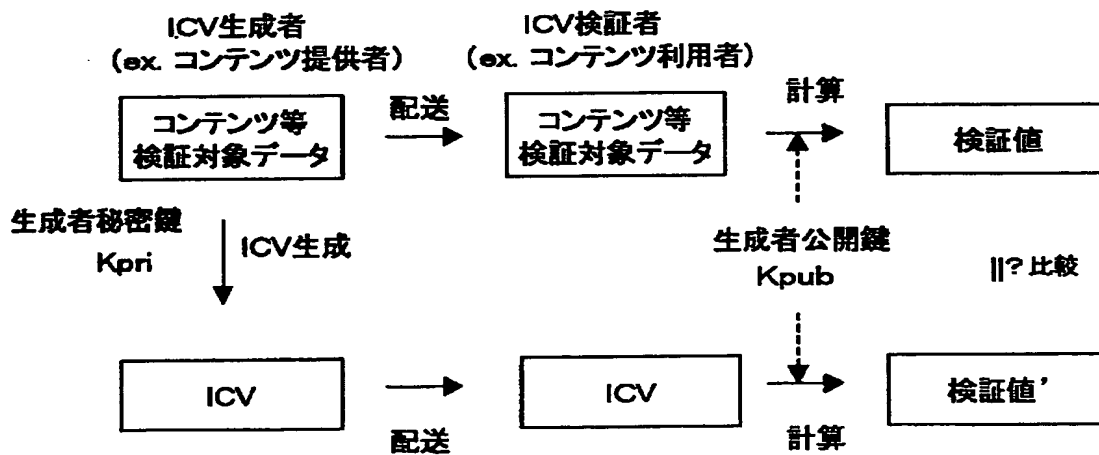 ICV生成者
(ex. コンテンツ提供者)
ICV検証者
(ex. コンテンツ利用者)
コンテンツ等
検証対象データ
配送
コンテンツ等
検証対象データ
計算
検証値
生成者秘密鍵
Kpri
ICV生成
生成者公開鍵
Kpub
||? 比較
ICV
配送
ICV
計算
検証値'